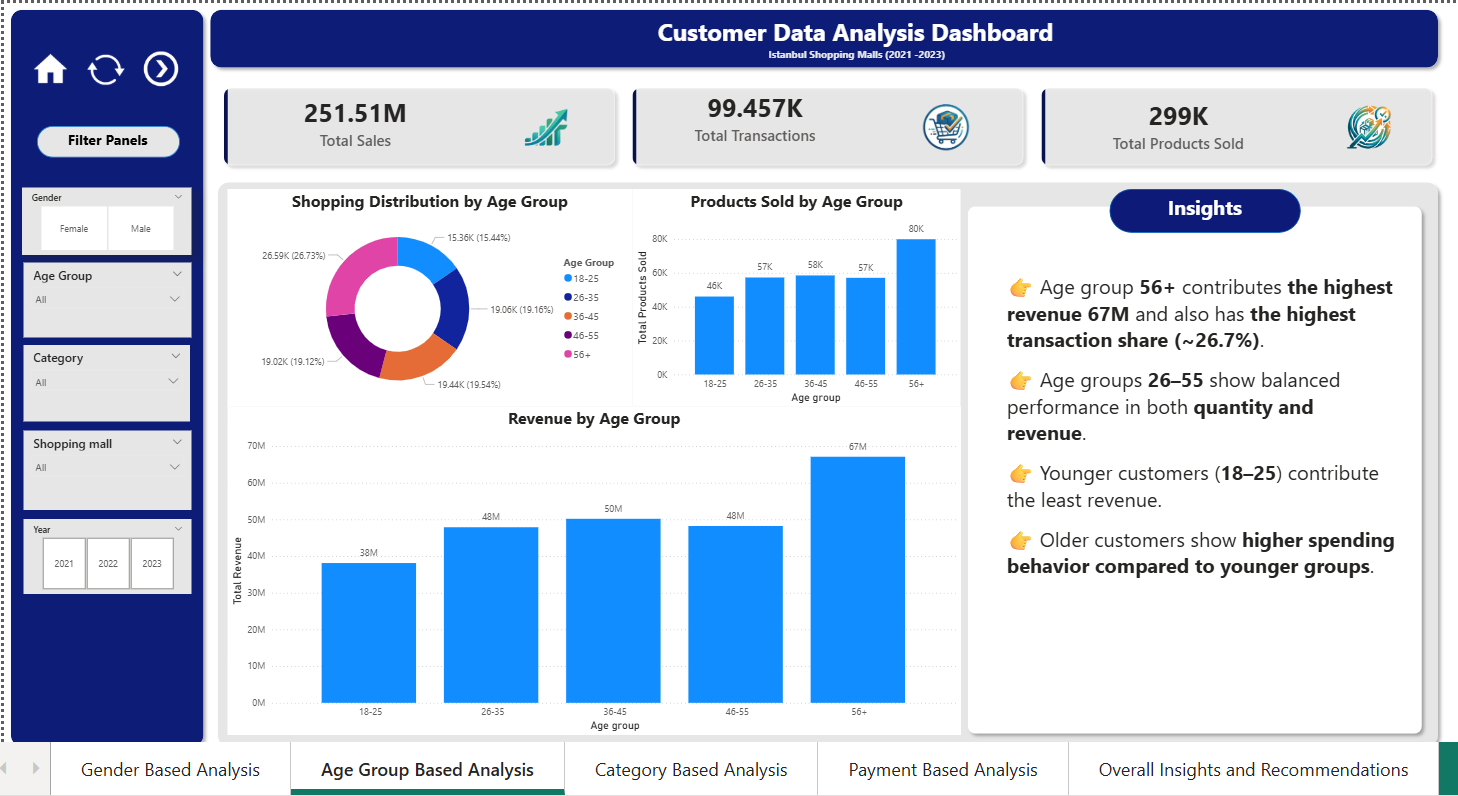 Customer Data Analysis Dashboard
Istanbul Shopping Malls (2021 -2023)
Filter Panels
Gender
Female
Male
Age Group
All
Category
All
Shopping mall
All
Year
2021
2022
2023
251.51M
Total Sales
99.457K
Total Transactions
299K
Total Products Sold
Shopping Distribution by Age Group
15.36K (15.44%)
26.59K (26.73%)
19.06K (19.16%)
19.02K (19.12%)
19.44K (19.54%)
Age Group
18-25
26-35
36-45
46-55
56+
Products Sold by Age Group
Total Products Sold
80K
60K
40K
20K
0K
46K
57K
58K
57K
80K
18-25
26-35
36-45
46-55
56+
Age group
Revenue by Age Group
Total Revenue
70M
60M
50M
40M
30M
20M
10M
0M
38M
48M
50M
48M
67M
18-25
26-35
36-45
46-55
56+
Age group
Insights
👉 Age group 56+ contributes the highest
revenue 67M and also has the highest
transaction share (~26.7%).
👉 Age groups 26–55 show balanced
performance in both quantity and
revenue.
👉 Younger customers (18–25) contribute
the least revenue.
👉 Older customers show higher spending
behavior compared to younger groups.
Gender Based Analysis
Age Group Based Analysis
Category Based Analysis
Payment Based Analysis
Overall Insights and Recommendations